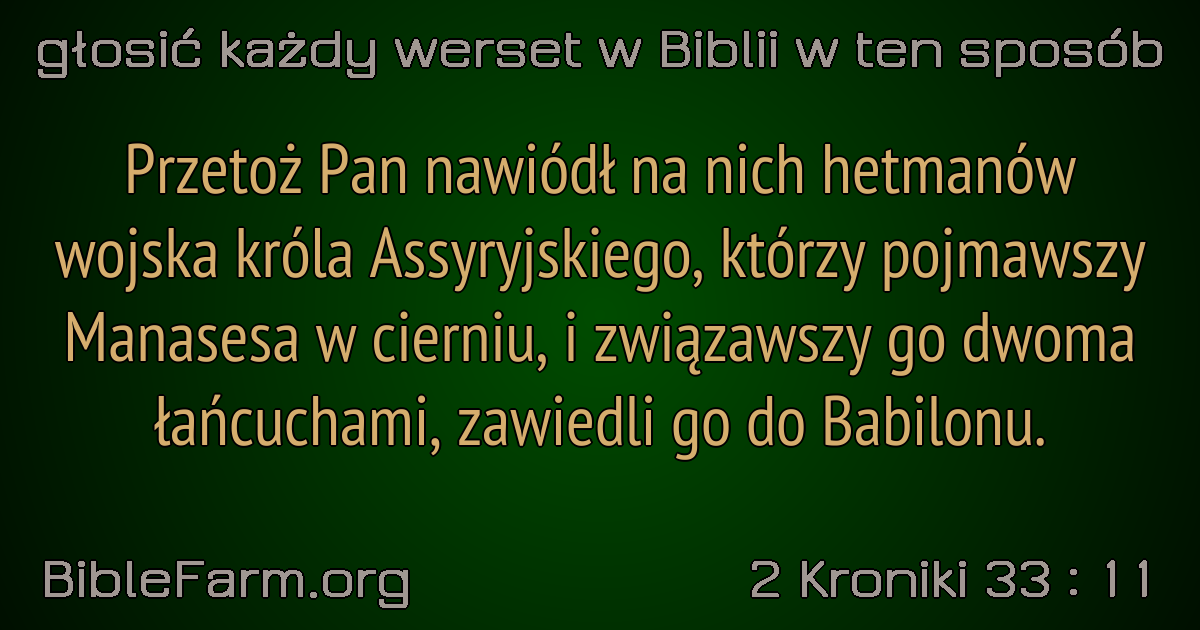 głosić każdy werset w Biblii w ten sposób
Przetoż Pan nawiódł na nich hetmanów
wojska króla Assyryjskiego, którzy pojmawszy
Manasesa w cierniu, i związawszy go dwoma
łańcuchami, zawiedli go do Babilonu.
BibleFarm.org
2 Kroniki 33 : 11